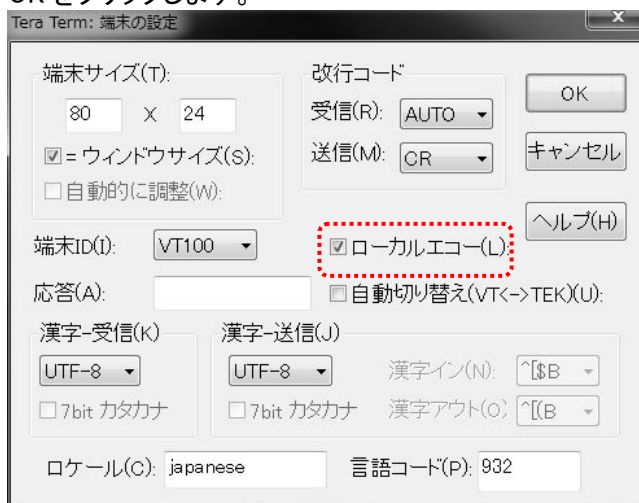 OK をクリックします。
Tera Term: 端末の設定
端末サイズ(T):
80 X 24
= ウィンドウサイズ(S):
自動的に調整(W):
改行コード
受信(R): AUTO
送信(M): CR
OK
キャンセル
ヘルプ(H)
端末ID(I): VT100
ローカルエコー(L):
応答(A):
自動切り替え(VT<->TEK)(U):
漢字-受信(K)
UTF-8
7bit カタカナ
漢字-送信(J)
UTF-8
7bit カタカナ
漢字イン(N): ^[$B
漢字アウト(O): ^[(B
ロケール(C): japanese
言語コード(P): 932